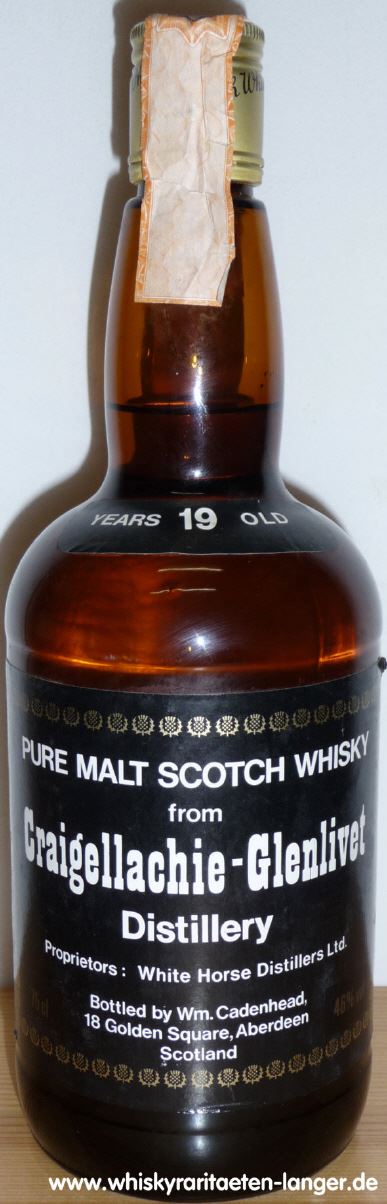 YEARS 19 OLD
PURE MALT SCOTCH WHISKY
from
Craigellachie-Glenlivet
Distillery
Proprietors: White Horse Distillers Ltd.
75cl
46%
Bottled by Wm. Cadenhead,
18 Golden Square, Aberdeen
Scotland
www.whiskyraritaeten-langer.de